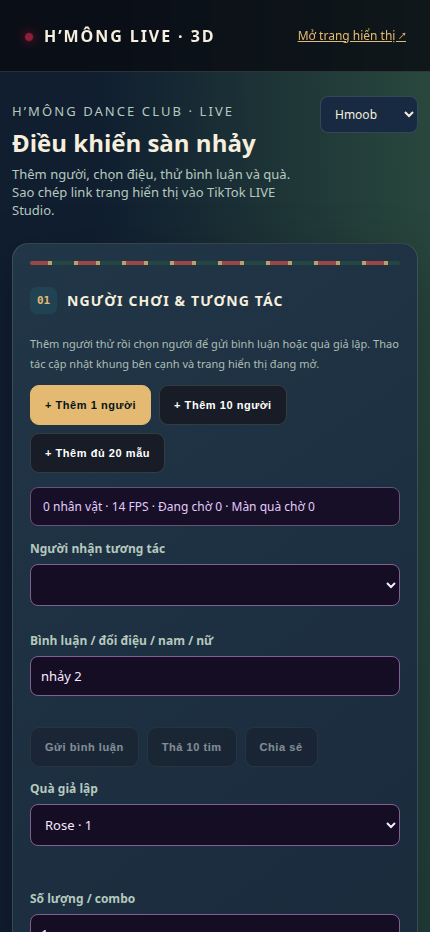 H’MÔNG LIVE · 3D
Mở trang hiển thị ↗
H’MÔNG DANCE CLUB · LIVE
Hmoob
Điều khiển sàn nhảy
Thêm người, chọn điệu, thử bình luận và quà.
Sao chép link trang hiển thị vào TikTok LIVE
Studio.
01 NGƯỜI CHƠI & TƯƠNG TÁC
Thêm người thử rồi chọn người để gửi bình luận hoặc quà giả lập. Thao
tác cập nhật khung bên cạnh và trang hiển thị đang mở.
+ Thêm 1 người
+ Thêm 10 người
+ Thêm đủ 20 mẫu
0 nhân vật · 14 FPS · Đang chờ 0 · Màn quà chờ 0
Người nhận tương tác
Bình luận / đổi điệu / nam / nữ
nhảy 2
Gửi bình luận
Thả 10 tim
Chia sẻ
Quà giả lập
Rose · 1
Số lượng / combo